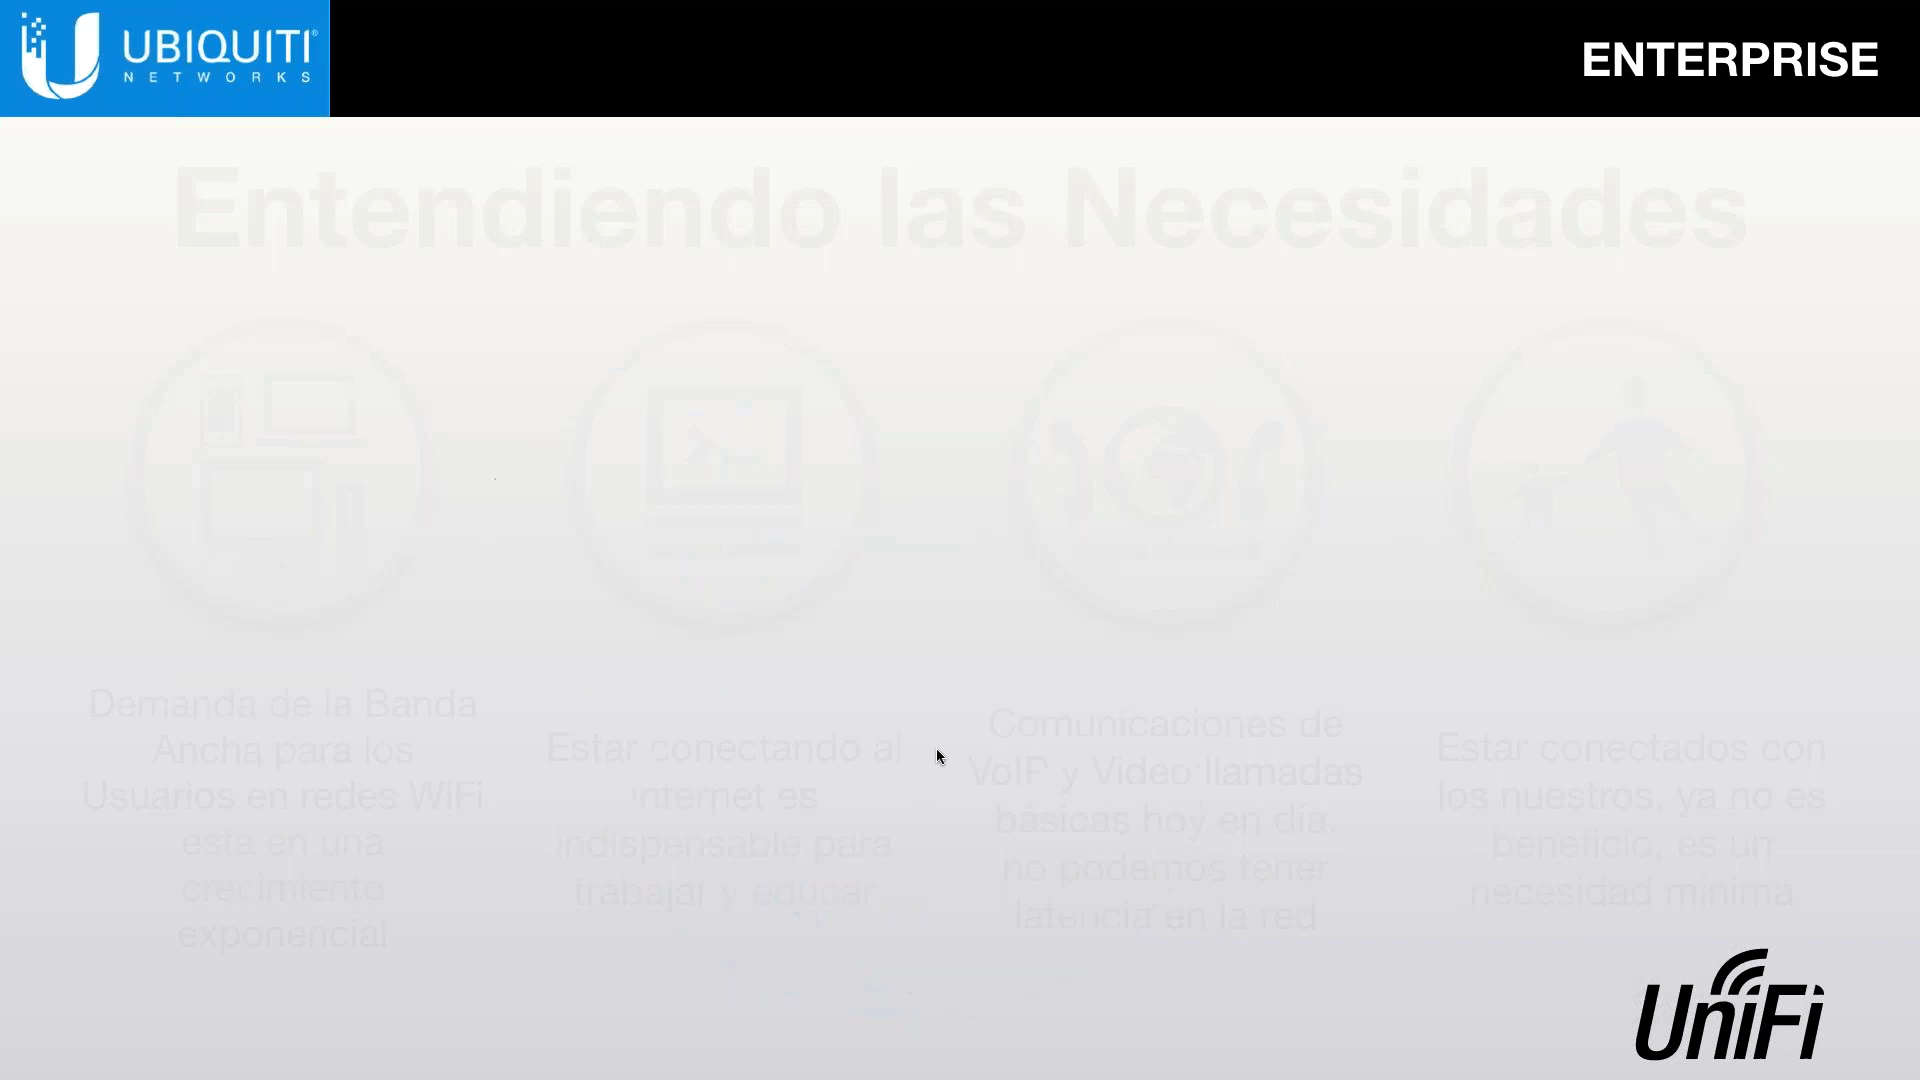 UBIQUITI®
NETWORKS
ENTERPRISE
Entendiendo las Necesidades
Demanda de la Banda
Ancha para los
Usuarios en redes WiFi
esta en una
crecimiento
exponencial
Estar conectando al
internet es
indispensable para
trabajar y educar
Comunicaciones de
VoIP y Video llamadas
básicas hoy en día.
no podemos tener
latencia en la red
Estar conectados con
los nuestros, ya no es
beneficio, es un
necesidad minima
UniFi